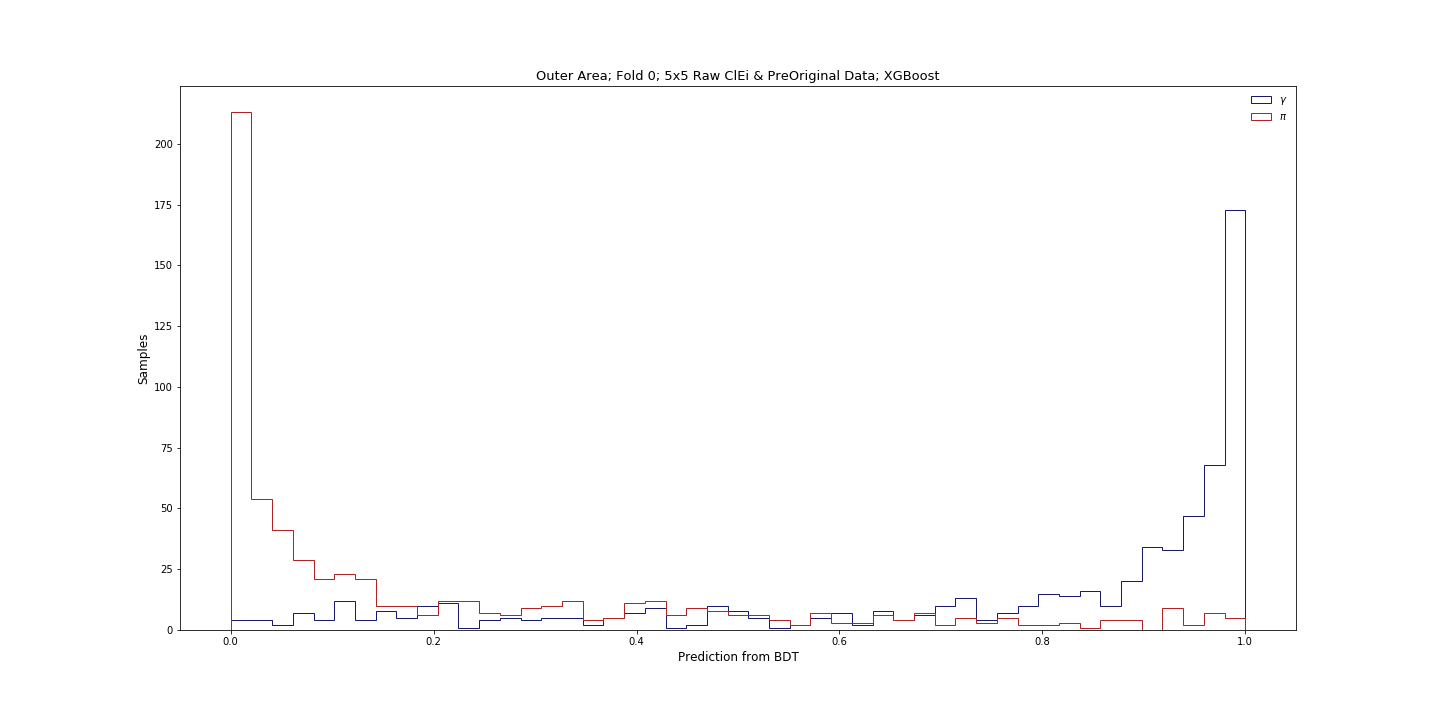 Outer Area; Fold 0; 5x5 Raw ClEi & PreOriginal Data; XGBoost
γ
π
Samples
200
175
150
125
100
75
50
25
0
0.0 0.2 0.4 0.6 0.8 1.0
Prediction from BDT